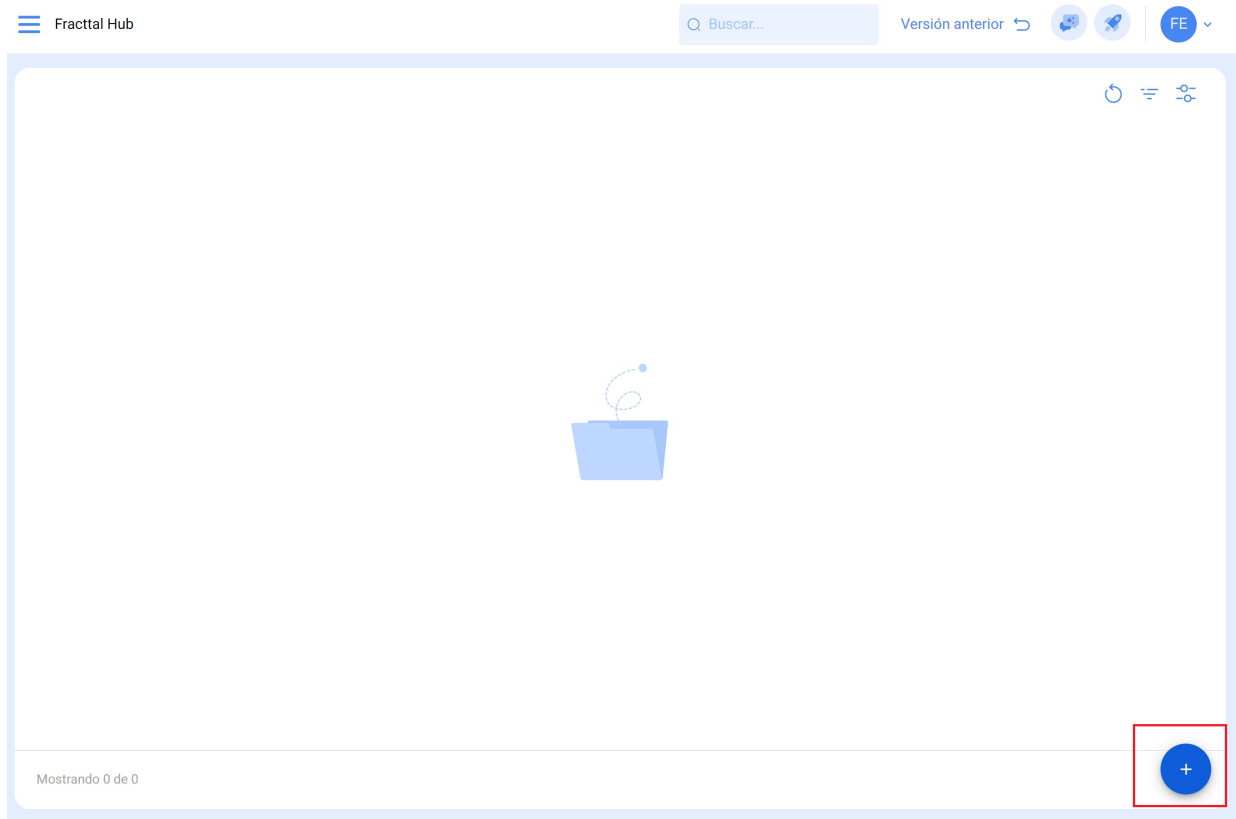 Fracttal Hub
Buscar...
Versión anterior
FE
Mostrando 0 de 0
+